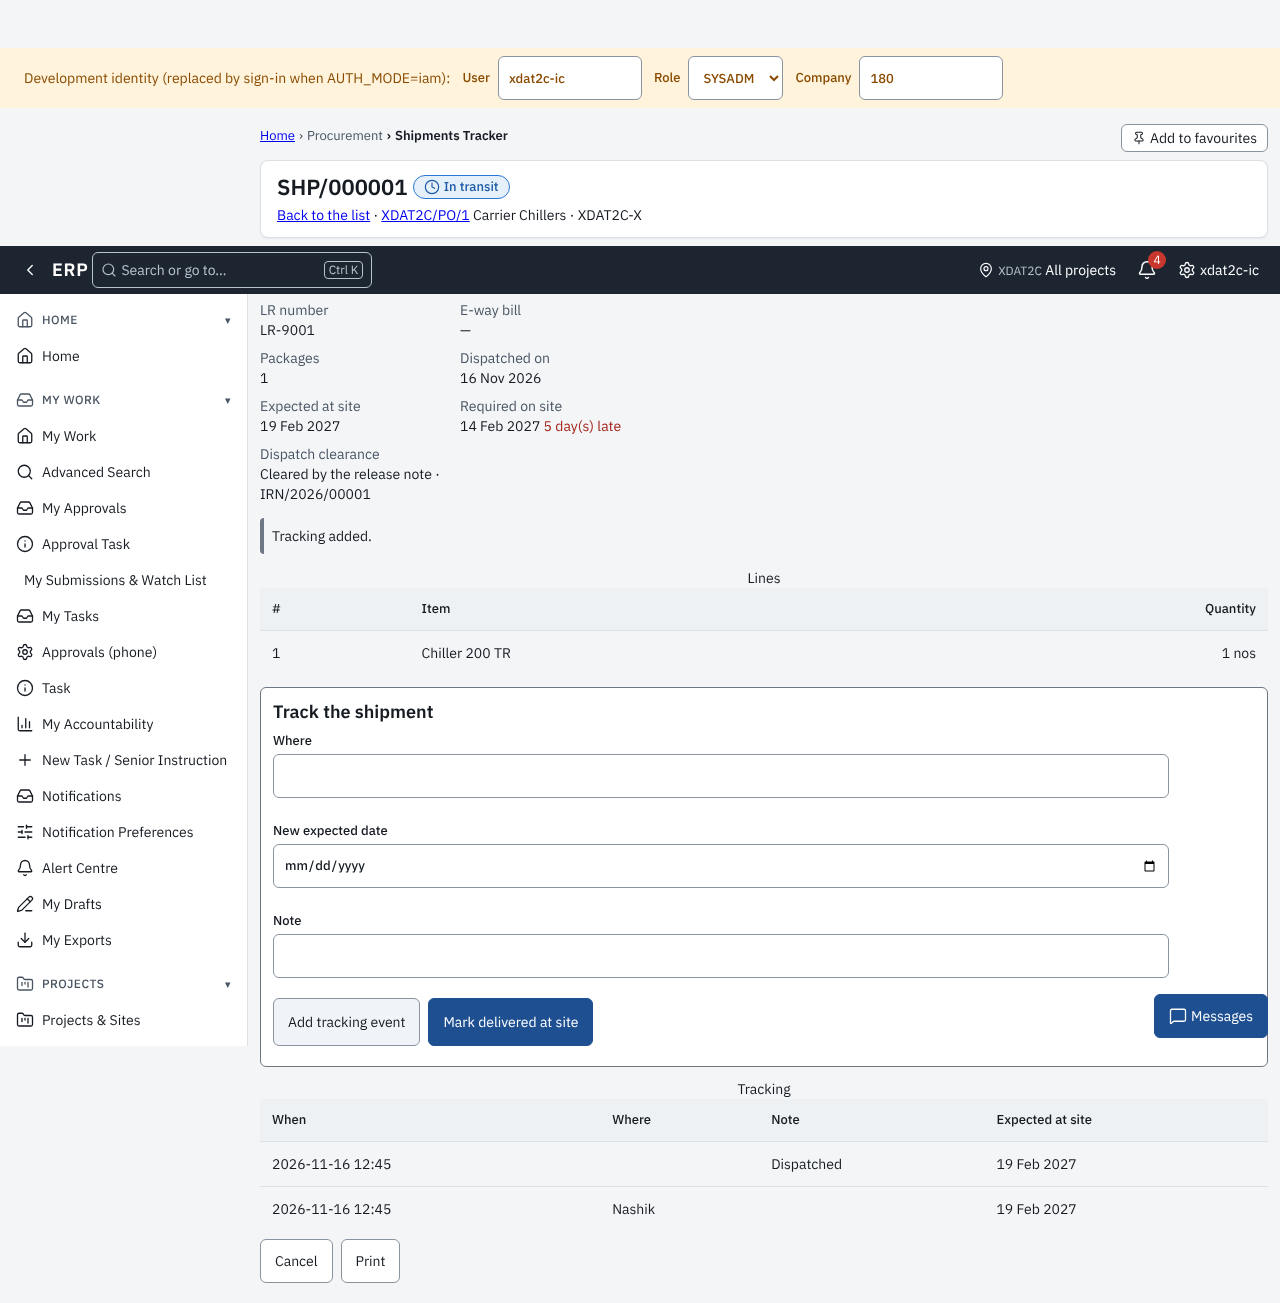 Development identity (replaced by sign-in when AUTH_MODE=iam): User xdat2c-ic Role SYSADM Company 180
Home › Procurement › Shipments Tracker
Add to favourites
SHP/000001 In transit
Back to the list · XDAT2C/PO/1 Carrier Chillers · XDAT2C-X
ERP Search or go to... Ctrl K XDAT2C All projects 4 xdat2c-ic
HOME
Home
MY WORK
My Work
Advanced Search
My Approvals
Approval Task
My Submissions & Watch List
My Tasks
Approvals (phone)
Task
My Accountability
New Task / Senior Instruction
Notifications
Notification Preferences
Alert Centre
My Drafts
My Exports
PROJECTS
Projects & Sites
LR number E-way bill
LR-9001 —
Packages Dispatched on
1 16 Nov 2026
Expected at site Required on site
19 Feb 2027 14 Feb 2027 5 day(s) late
Dispatch clearance
Cleared by the release note ·
IRN/2026/00001
Tracking added.
Lines
# Item Quantity
1 Chiller 200 TR 1 nos
Track the shipment
Where
New expected date
mm/dd/yyyy
Note
Add tracking event Mark delivered at site
Messages
Tracking
When Where Note Expected at site
2026-11-16 12:45 Dispatched 19 Feb 2027
2026-11-16 12:45 Nashik 19 Feb 2027
Cancel Print